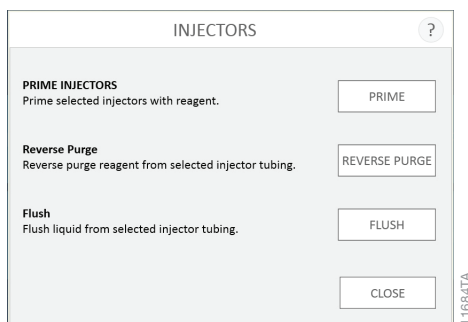 INJECTORS
?
PRIME INJECTORS
Prime selected injectors with reagent.
PRIME
Reverse Purge
Reverse purge reagent from selected injector tubing.
REVERSE PURGE
Flush
Flush liquid from selected injector tubing.
FLUSH
CLOSE
1684TA